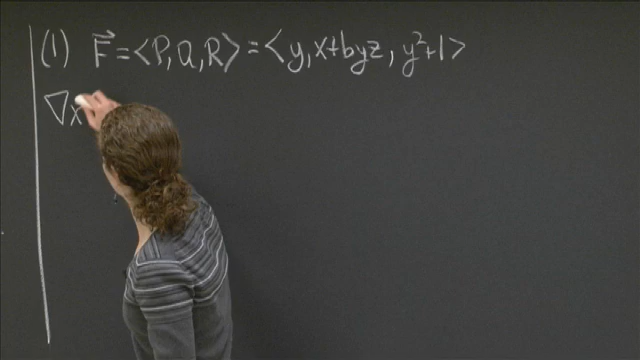 (1) F⃗ = <P, Q, R> = <y, x+byz, y²+1>
∇×